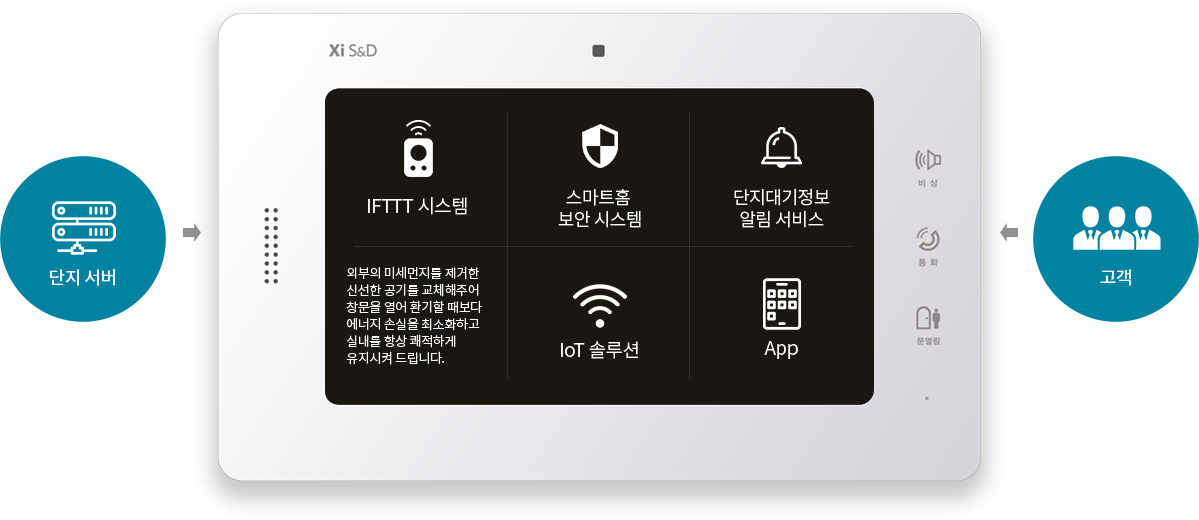 Xi S&D
IFTTT 시스템
스마트홈
보안 시스템
단지대기정보
알림 서비스
외부의 미세먼지를 제거한
신선한 공기를 교체해주어
창문을 열어 환기할 때보다
에너지 손실을 최소화하고
실내를 항상 쾌적하게
유지시켜 드립니다.
IoT 솔루션
App
비상
통화
문열림
단지 서버
고객